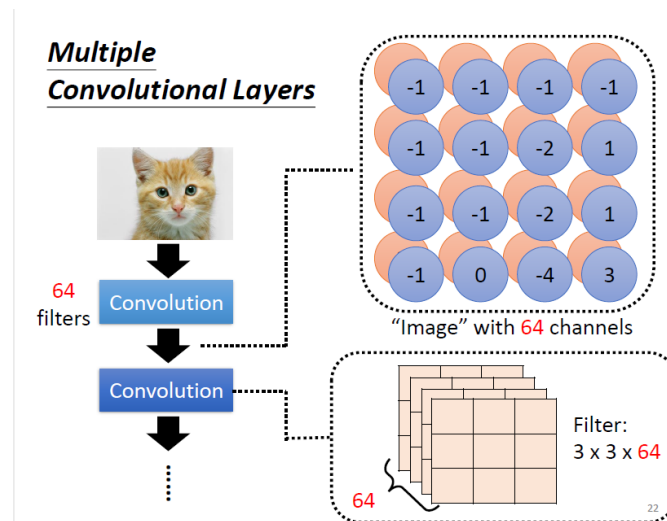 Multiple
Convolutional Layers
64
filters
Convolution
Convolution
-1 -1 -1 -1
-1 -1 -2 1
-1 -1 -2 1
-1 0 -4 3
“Image” with 64 channels
Filter:
3 x 3 x 64
64
22